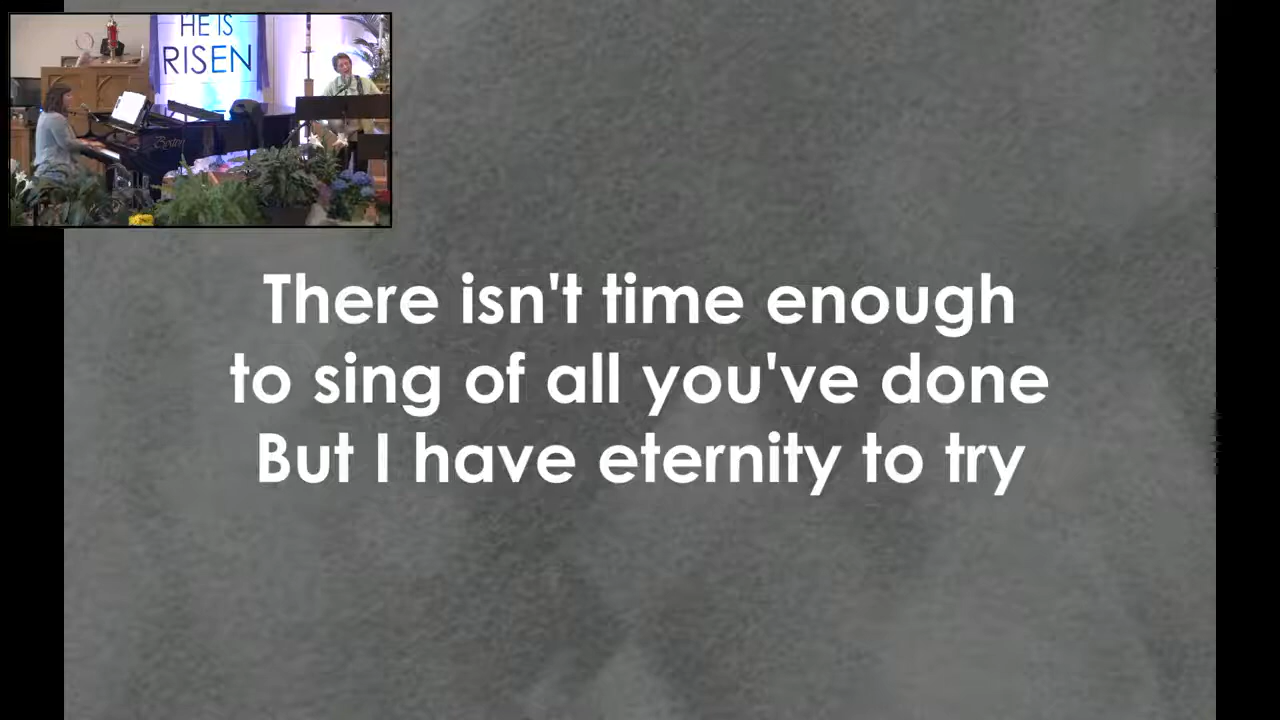 HE IS
RISEN
Boston
There isn't time enough
to sing of all you've done
But I have eternity to try